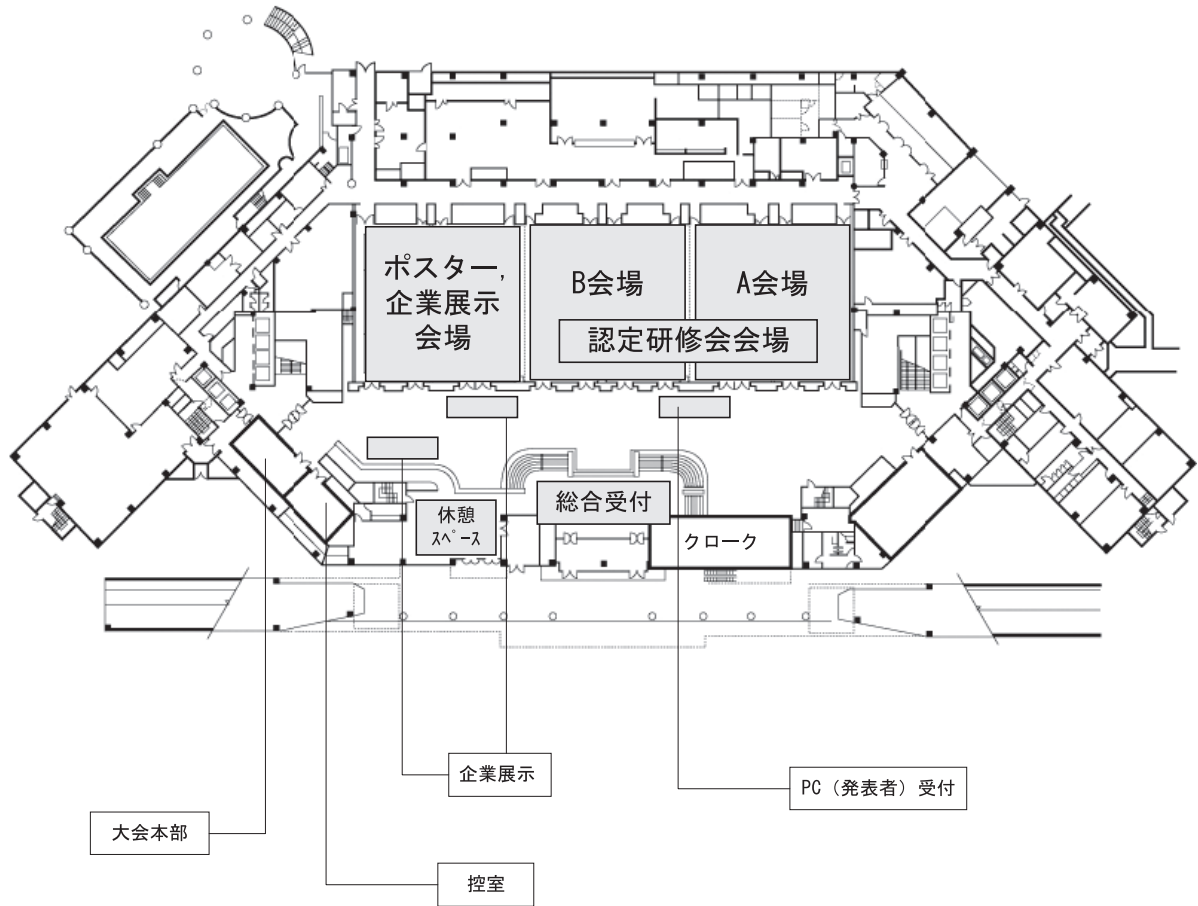 ポスター,
企業展示
会場
B会場
A会場
認定研修会会場
休憩
スペース
総合受付
クローク
企業展示
PC（発表者）受付
大会本部
控室